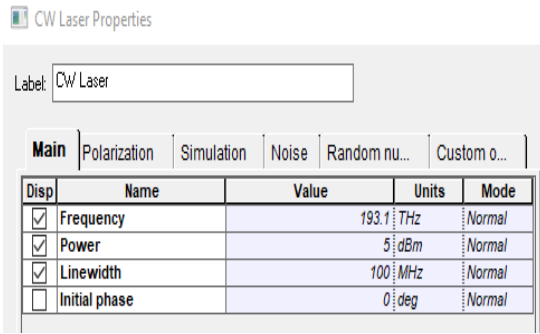 CW Laser Properties
Label: CW Laser
Main Polarization Simulation Noise Random nu... Custom o...
Disp Name Value Units Mode
Frequency 193.1 THz Normal
Power 5 dBm Normal
Linewidth 100 MHz Normal
Initial phase 0 deg Normal